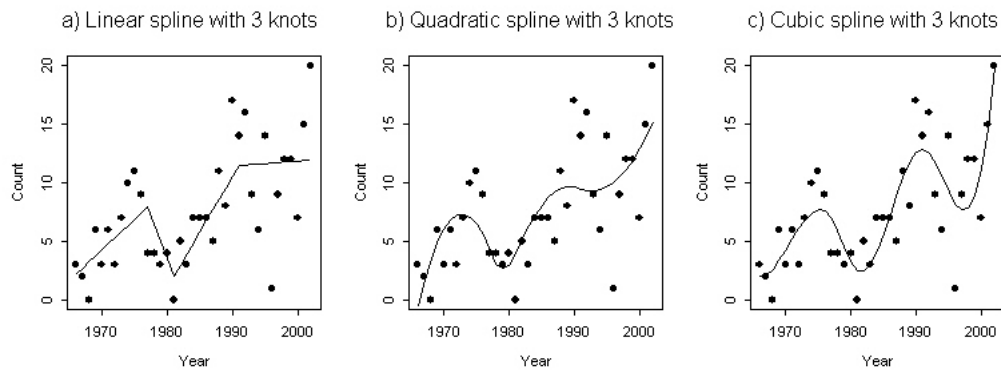 a) Linear spline with 3 knots
20
15
10
5
0
Count
1970 1980 1990 2000
Year
b) Quadratic spline with 3 knots
20
15
10
5
0
Count
1970 1980 1990 2000
Year
c) Cubic spline with 3 knots
20
15
10
5
0
Count
1970 1980 1990 2000
Year